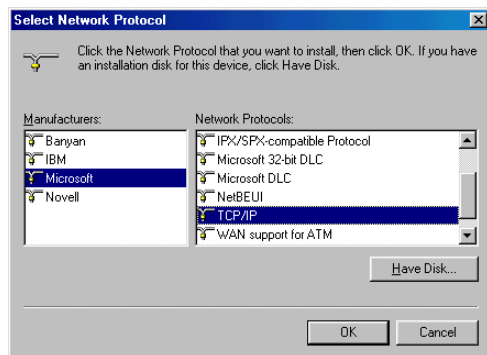 Select Network Protocol
Click the Network Protocol that you want to install, then click OK. If you have
an installation disk for this device, click Have Disk.
Manufacturers:
Banyan
IBM
Microsoft
Novell
Network Protocols:
IPX/SPX-compatible Protocol
Microsoft 32-bit DLC
Microsoft DLC
NetBEUI
TCP/IP
WAN support for ATM
Have Disk...
OK
Cancel